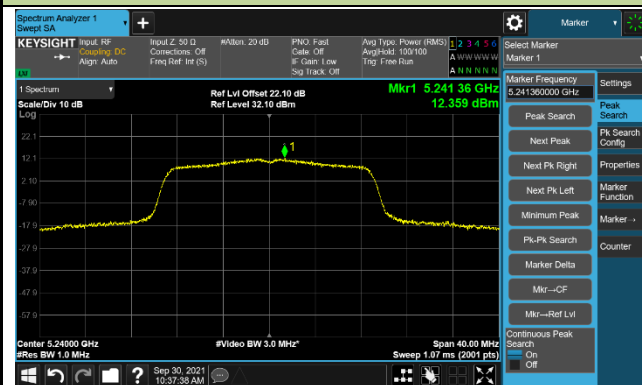 Spectrum Analyzer 1
Swept SA
+
Marker
KEYSIGHT
Input: RF
Coupling: DC
Align: Auto
Input Z: 50 Ω
Corrections: Off
Freq Ref: Int (S)
#Atten: 20 dB
PNO: Fast
Gate: Off
IF Gain: Low
Sig Track: Off
Avg Type: Power (RMS)
Avg|Hold: 100/100
Trig: Free Run
1 2 3 4 5 6
A W W W W W
A N N N N N
LXI
Select Marker
Marker 1
1 Spectrum
Scale/Div 10 dB
Log
Ref Lvl Offset 22.10 dB
Ref Level 32.10 dBm
Mkr1 5.241 36 GHz
12.359 dBm
22.1
12.1
2.10
-7.90
-17.9
-27.9
-37.9
-47.9
-57.9
1
Center 5.24000 GHz
#Res BW 1.0 MHz
#Video BW 3.0 MHz*
Span 40.00 MHz
Sweep 1.07 ms (2001 pts)
Marker Frequency
5.241360000 GHz
Peak Search
Next Peak
Next Pk Right
Next Pk Left
Minimum Peak
Pk-Pk Search
Marker Delta
Mkr→CF
Mkr→Ref Lvl
Continuous Peak
Search
On
Off
Settings
Peak
Search
Pk Search
Config
Properties
Marker
Function
Marker→
Counter
?
Sep 30, 2021
10:37:38 AM